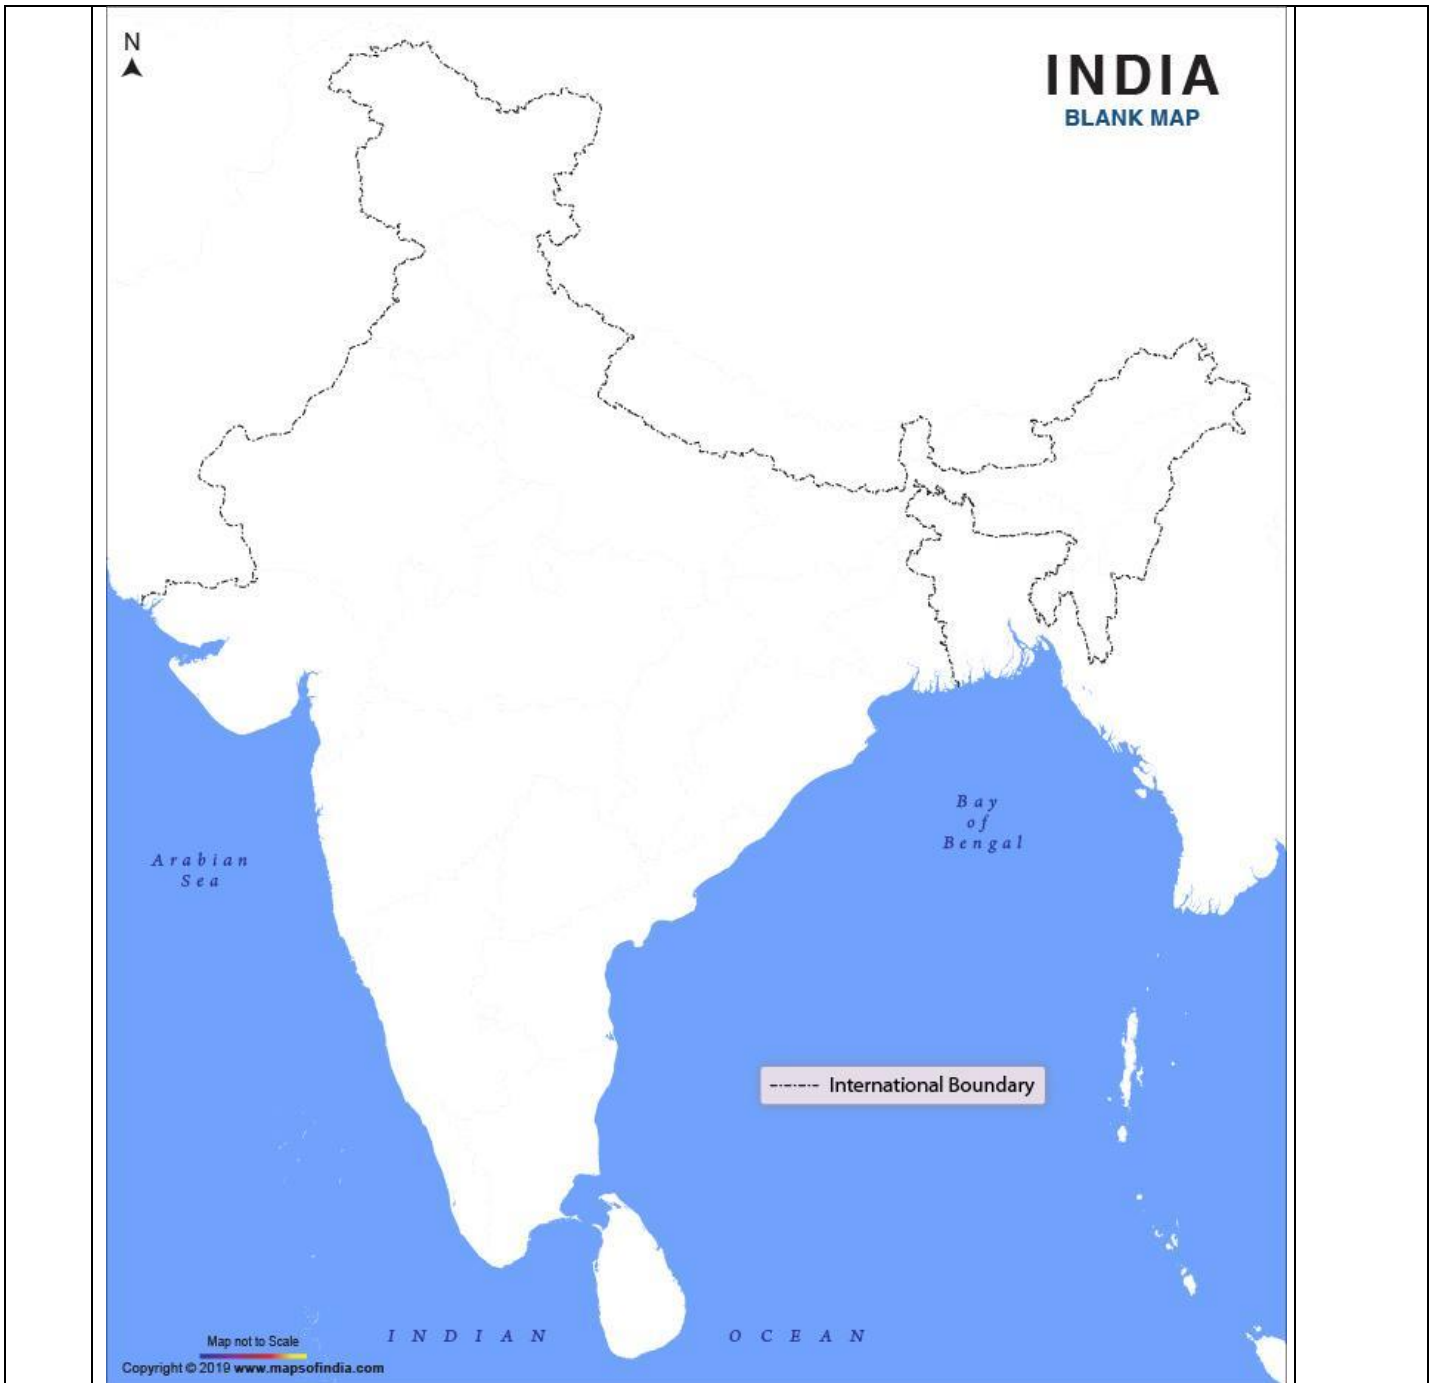 N
INDIA
BLANK MAP
Bay
of
Bengal
Arabian
Sea
International Boundary
INDIAN OCEAN
Map not to Scale
Copyright © 2019 www.mapsofindia.com